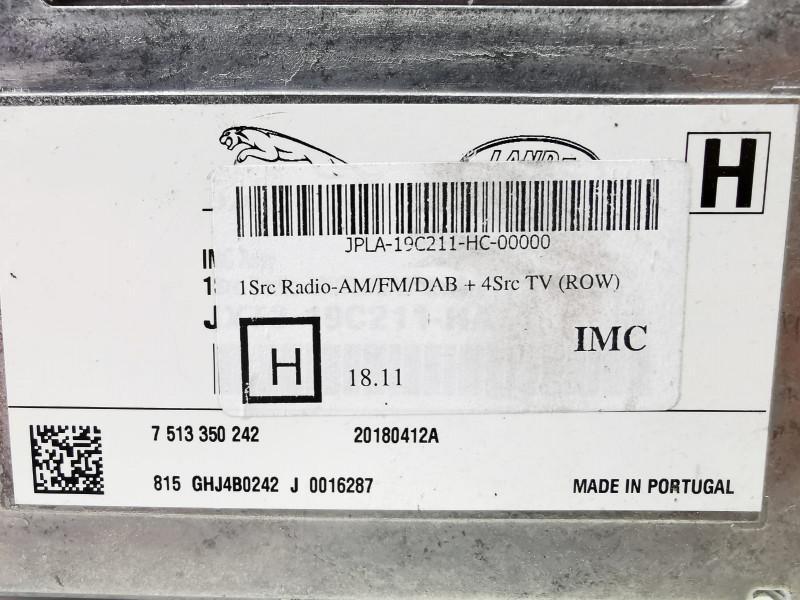 LAND-
H
JPLA-19C211-HC-00000
1Src Radio-AM/FM/DAB + 4Src TV (ROW)
H
18.11
IMC
7 513 350 242
20180412A
815 GHJ4B0242 J 0016287
MADE IN PORTUGAL